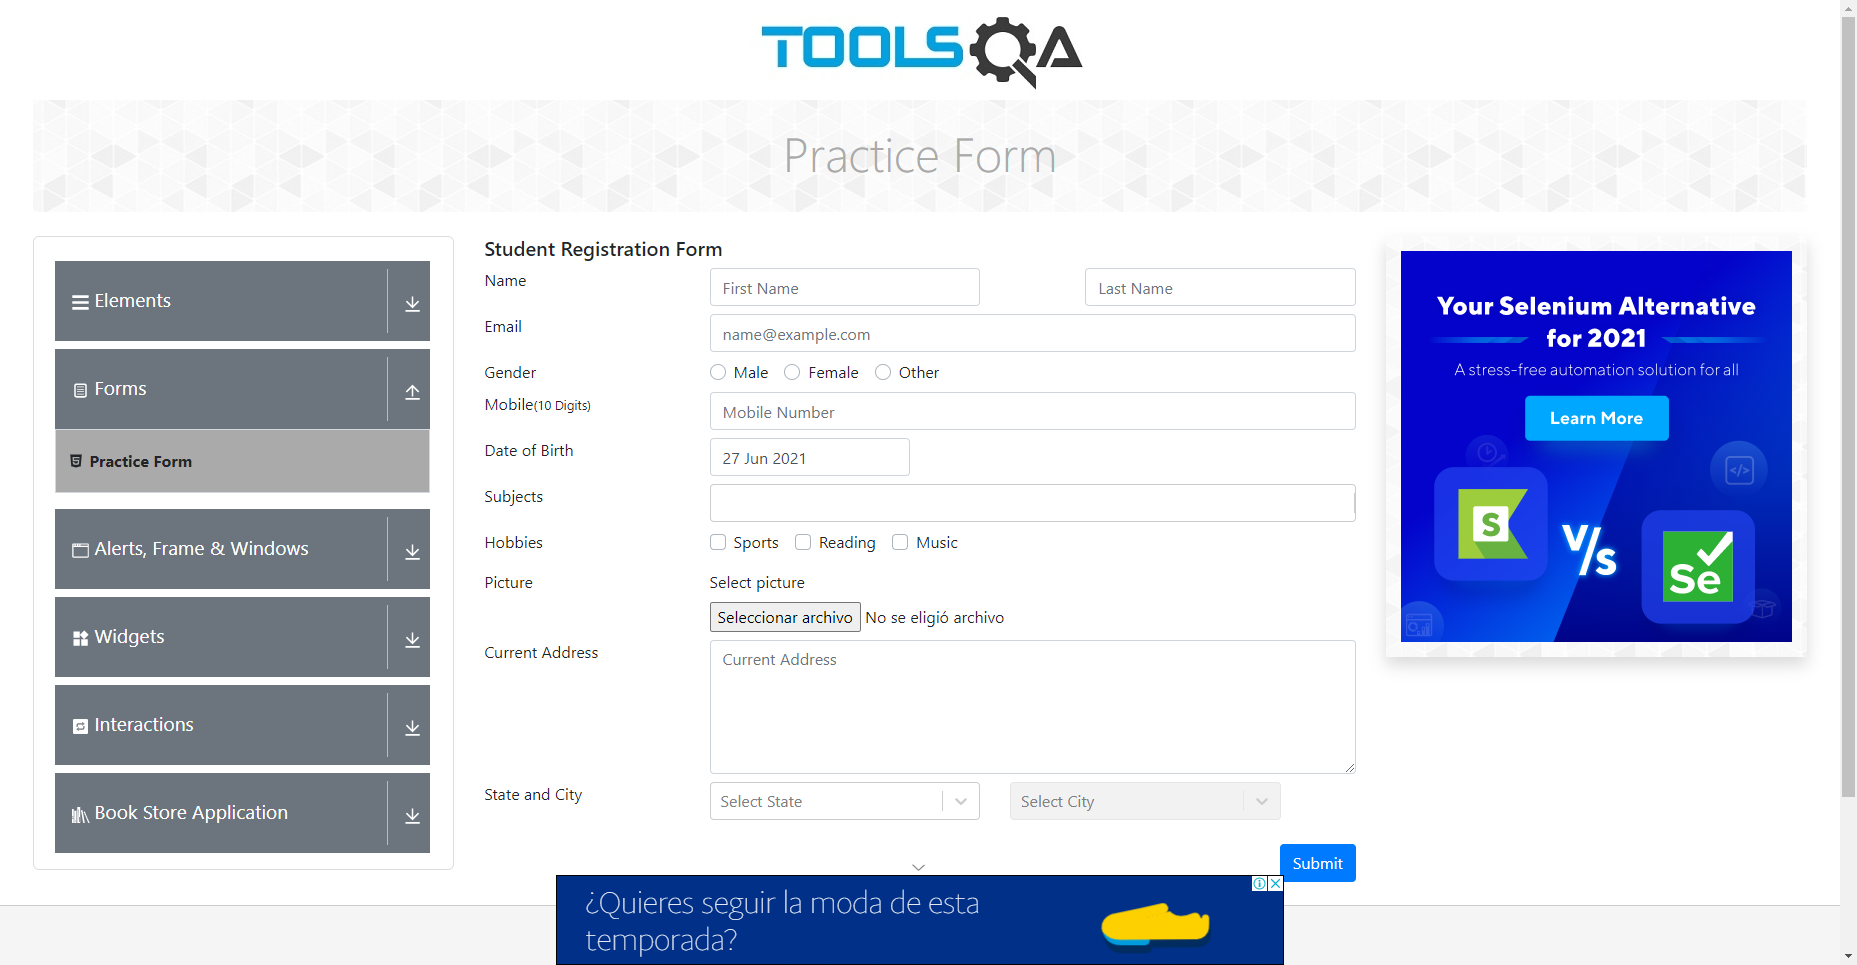 TOOLSQA
Practice Form
Elements
Forms
Practice Form
Alerts, Frame & Windows
Widgets
Interactions
Book Store Application
Student Registration Form
Name
First Name
Last Name
Email
name@example.com
Gender
Male Female Other
Mobile(10 Digits)
Mobile Number
Date of Birth
27 Jun 2021
Subjects
Hobbies
Sports Reading Music
Picture
Select picture
Seleccionar archivo No se eligió archivo
Current Address
Current Address
State and City
Select State
Select City
Submit
Your Selenium Alternative
for 2021
A stress-free automation solution for all
Learn More
S
V/s
Se
¿Quieres seguir la moda de esta
temporada?